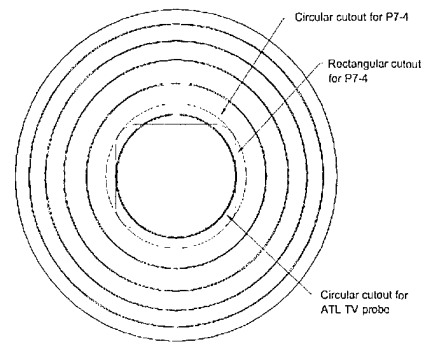 Circular cutout for P7-4
Rectangular cutout
for P7-4
Circular cutout for
ATL TV probe